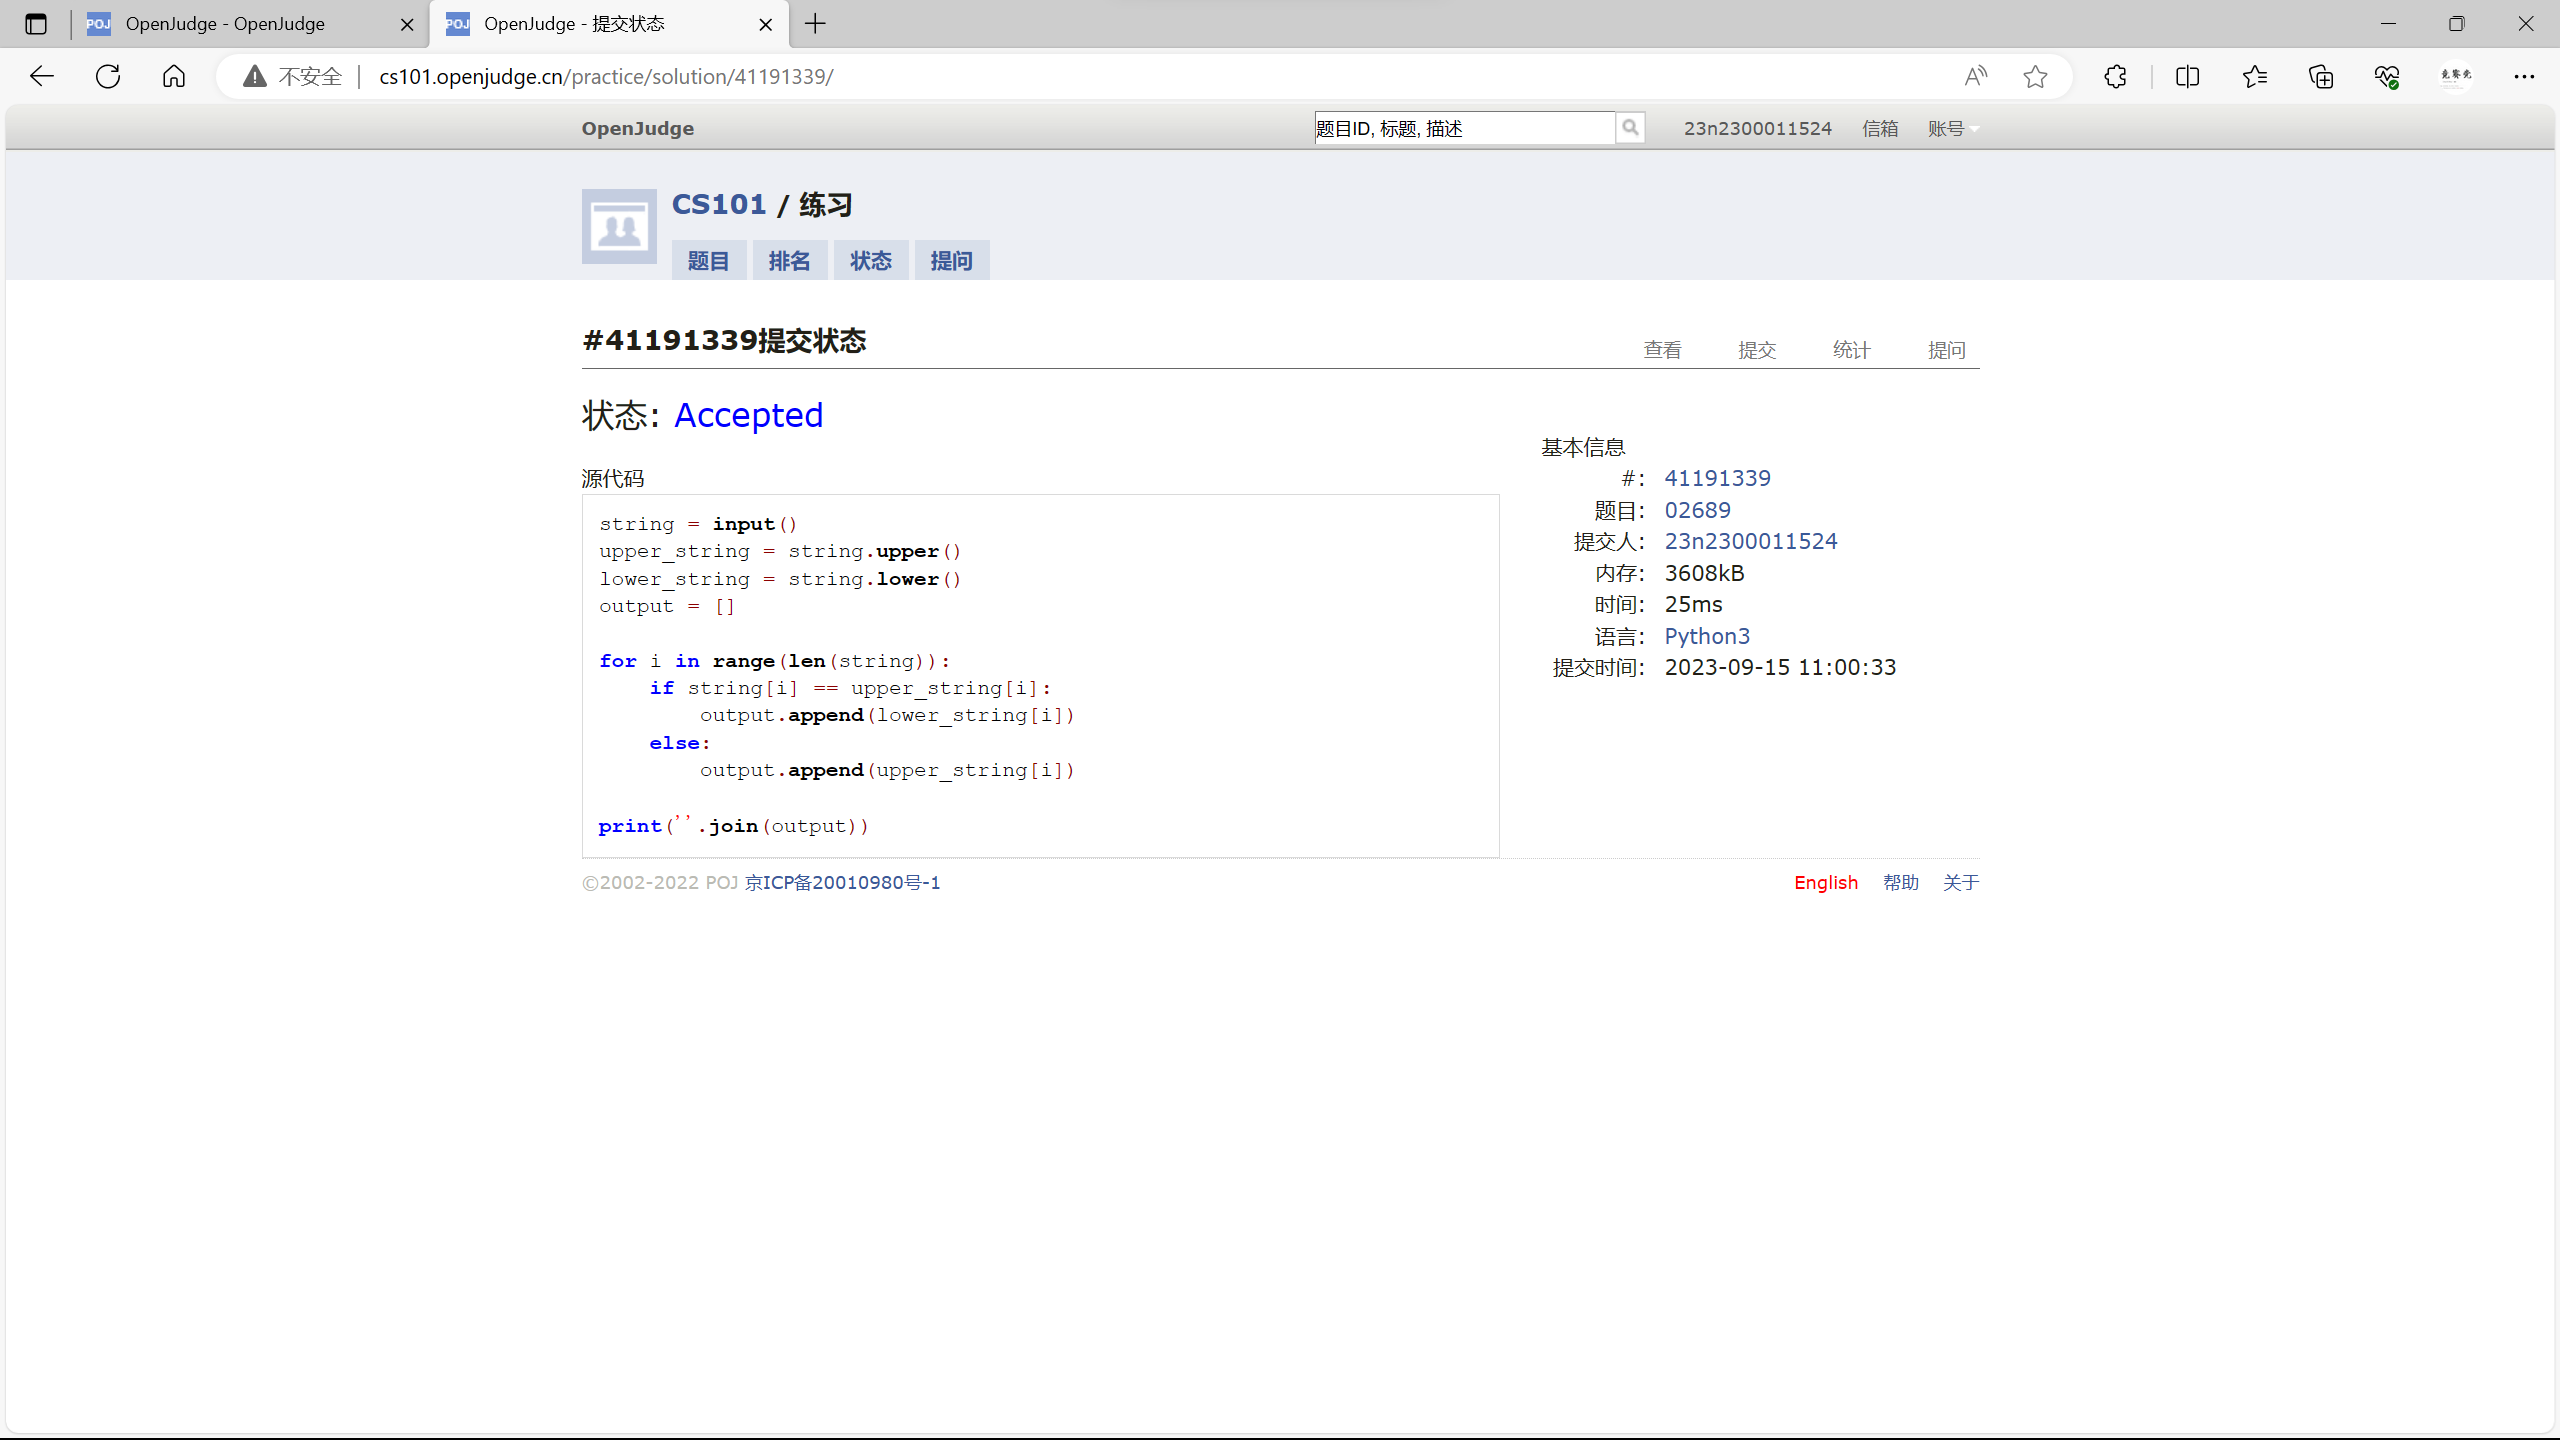 OpenJudge - OpenJudge
OpenJudge - 提交状态
不安全
cs101.openjudge.cn/practice/solution/41191339/
OpenJudge
题目ID, 标题, 描述
23n2300011524 信箱 账号
CS101 / 练习
题目 排名 状态 提问
#41191339提交状态
查看 提交 统计 提问
状态: Accepted
源代码
string = input()
upper_string = string.upper()
lower_string = string.lower()
output = []
for i in range(len(string)):
    if string[i] == upper_string[i]:
        output.append(lower_string[i])
    else:
        output.append(upper_string[i])
print(''.join(output))
基本信息
#: 41191339
题目: 02689
提交人: 23n2300011524
内存: 3608kB
时间: 25ms
语言: Python3
提交时间: 2023-09-15 11:00:33
©2002-2022 POJ 京ICP备20010980号-1
English 帮助 关于